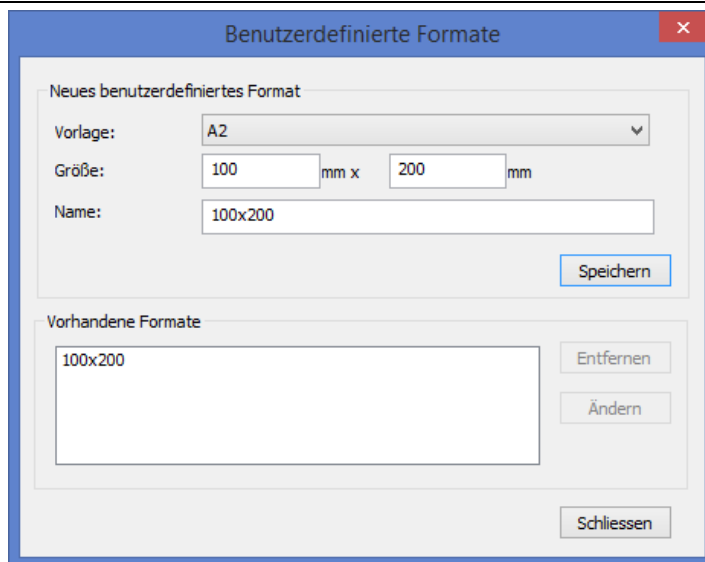 Benutzerdefinierte Formate
Neues benutzerdefiniertes Format
Vorlage: A2
Größe: 100 mm x 200 mm
Name: 100x200
Speichern
Vorhandene Formate
100x200
Entfernen
Ändern
Schliessen